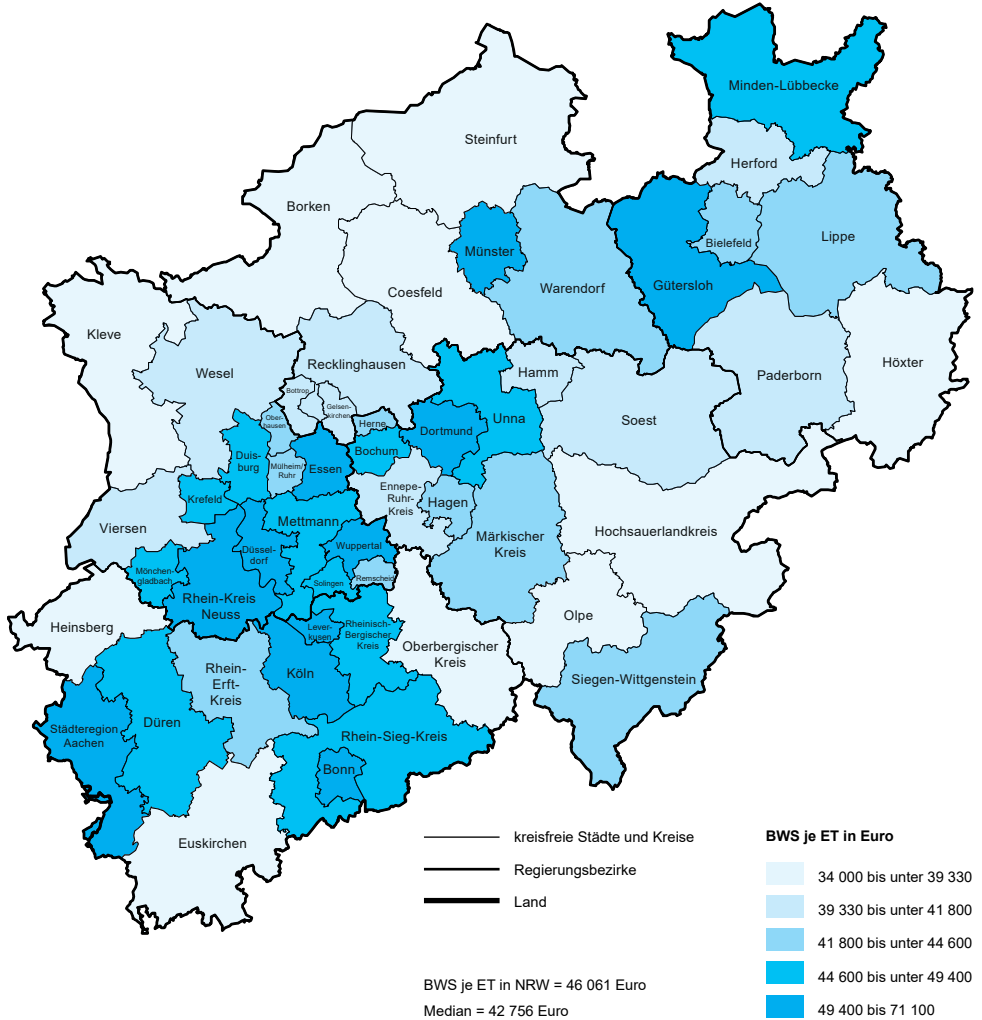 Minden-Lübbecke
Steinfurt
Herford
Borken
Lippe
Bielefeld
Münster
Gütersloh
Warendorf
Coesfeld
Kleve
Höxter
Recklinghausen
Wesel
Hamm
Paderborn
Bottrop
Gelsen-
kirchen
Soest
Ober-
hausen
Herne
Unna
Dortmund
Duis-
burg
Bochum
Essen
Mülheim/
Ruhr
Ennepe-
Ruhr-
Kreis
Krefeld
Hagen
Viersen
Mettmann
Hochsauerlandkreis
Märkischer
Kreis
Düssel-
dorf
Wuppertal
Mönchen-
gladbach
Remscheid
Solingen
Rhein-Kreis
Neuss
Olpe
Heinsberg
Lever-
kusen
Rheinisch-
Bergischer
Kreis
Oberbergischer
Kreis
Rhein-
Erft-
Kreis
Köln
Siegen-Wittgenstein
Düren
Städteregion
Aachen
Rhein-Sieg-Kreis
Bonn
Euskirchen
kreisfreie Städte und Kreise
Regierungsbezirke
Land
BWS je ET in NRW = 46 061 Euro
Median = 42 756 Euro
BWS je ET in Euro
34 000 bis unter 39 330
39 330 bis unter 41 800
41 800 bis unter 44 600
44 600 bis unter 49 400
49 400 bis 71 100